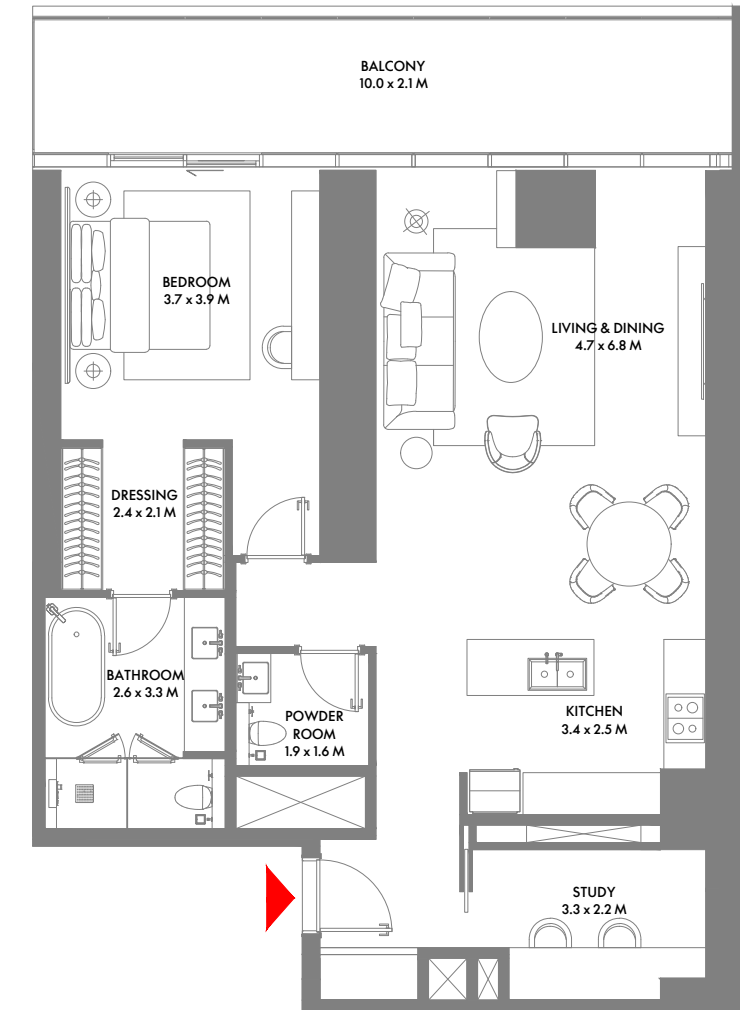 BALCONY
10.0 x 2.1 M
BEDROOM
3.7 x 3.9 M
LIVING & DINING
4.7 x 6.8 M
DRESSING
2.4 x 2.1 M
BATHROOM
2.6 x 3.3 M
POWDER
ROOM
1.9 x 1.6 M
KITCHEN
3.4 x 2.5 M
STUDY
3.3 x 2.2 M